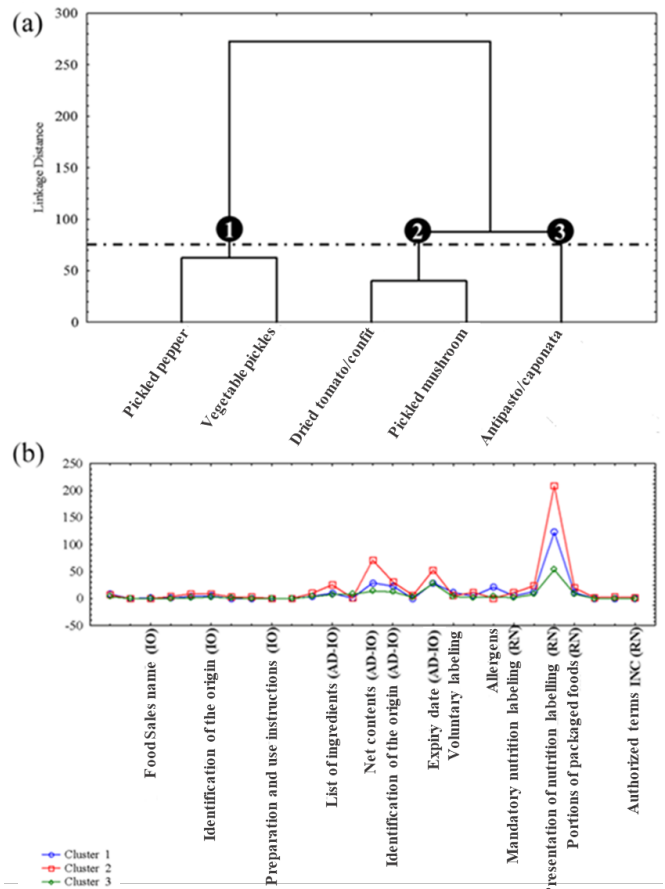 (a)
300
250
200
150
100
50
0
Linkage Distance
1
2
3
Pickled pepper
Vegetable pickles
Dried tomato/confit
Pickled mushroom
Antipasto/caponata
(b)
250
200
150
100
50
0
-50
Food Sales name (IO)
Identification of the origin (IO)
Preparation and use instructions (IO)
List of ingredients (AD-IO)
Net contents (AD-IO)
Identification of the origin (AD-IO)
Expiry date (AD-IO)
Voluntary labeling
Allergens
Mandatory nutrition labeling (RN)
Presentation of nutrition labelling (RN)
Portions of packaged foods (RN)
Authorized terms INC (RN)
Cluster 1
Cluster 2
Cluster 3